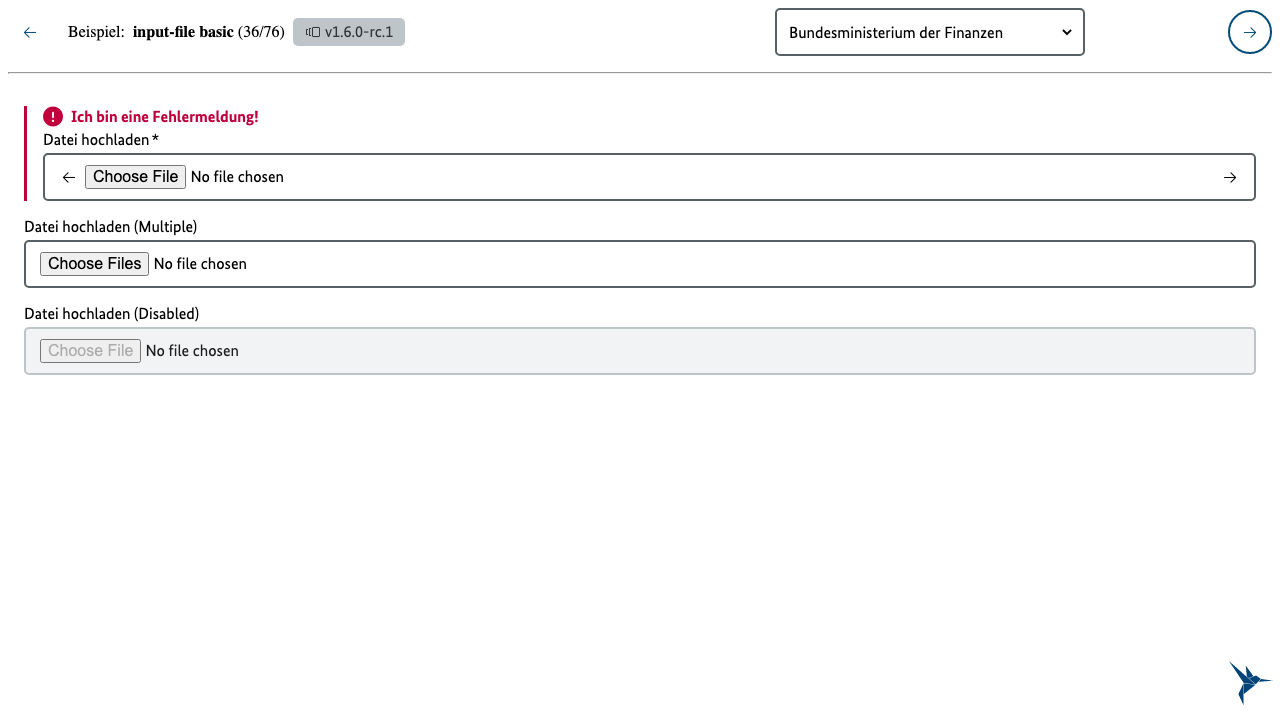 ← Beispiel: input-file basic (36/76) v1.6.0-rc.1 Bundesministerium der Finanzen →
Ich bin eine Fehlermeldung!
Datei hochladen*
← Choose File No file chosen →
Datei hochladen (Multiple)
Choose Files No file chosen
Datei hochladen (Disabled)
Choose File No file chosen